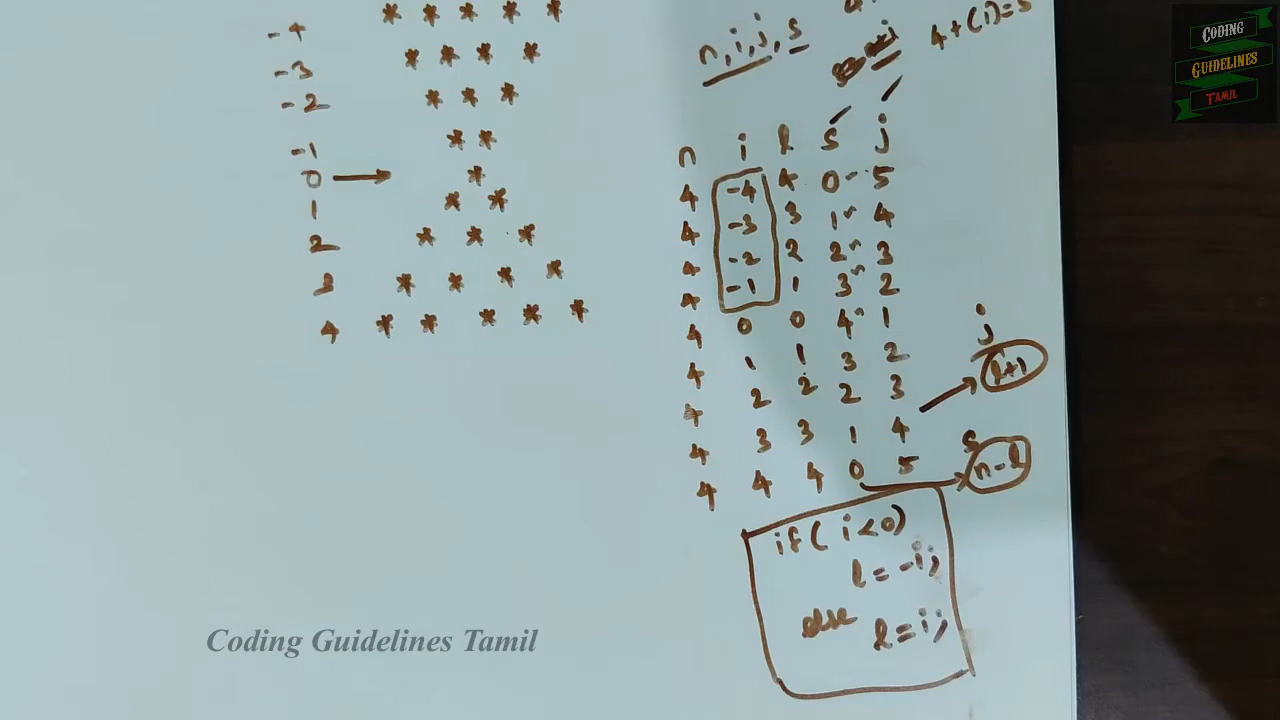 -4 * * * * *
-3 * * * *
-2 * * *
-1 * *
0 → *
1 * *
2 * * *
3 * * * *
4 * * * * *
n, i, j, s
n+i
4+(i)=5
n i l s j
4 -4 4 0 5
4 -3 3 1 4
4 -2 2 2 3
4 -1 1 3 2
4 0 0 4 1
4 1 1 3 2
4 2 2 2 3
4 3 3 1 4
4 4 4 0 5
j
l+1
s
n-l
if( i<0)
l=-i;
else
l=i;
CODING
GUIDELINES
TAMIL
Coding Guidelines Tamil